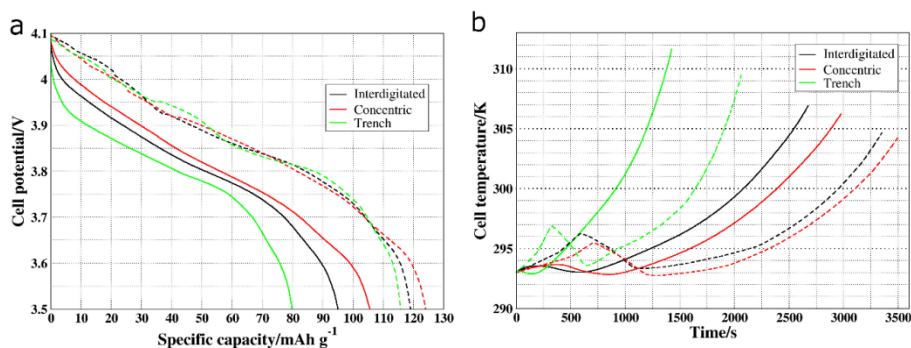 a
4.1
4
3.9
3.8
3.7
3.6
3.5
Cell potential/V
0 10 20 30 40 50 60 70 80 90 100 110 120 130
Specific capacity/mAh g⁻¹
Interdigitated
Concentric
Trench
b
310
305
300
295
290
Cell temperature/K
0 500 1000 1250 1500 2000 2500 3000 3500
Time/s
Interdigitated
Concentric
Trench